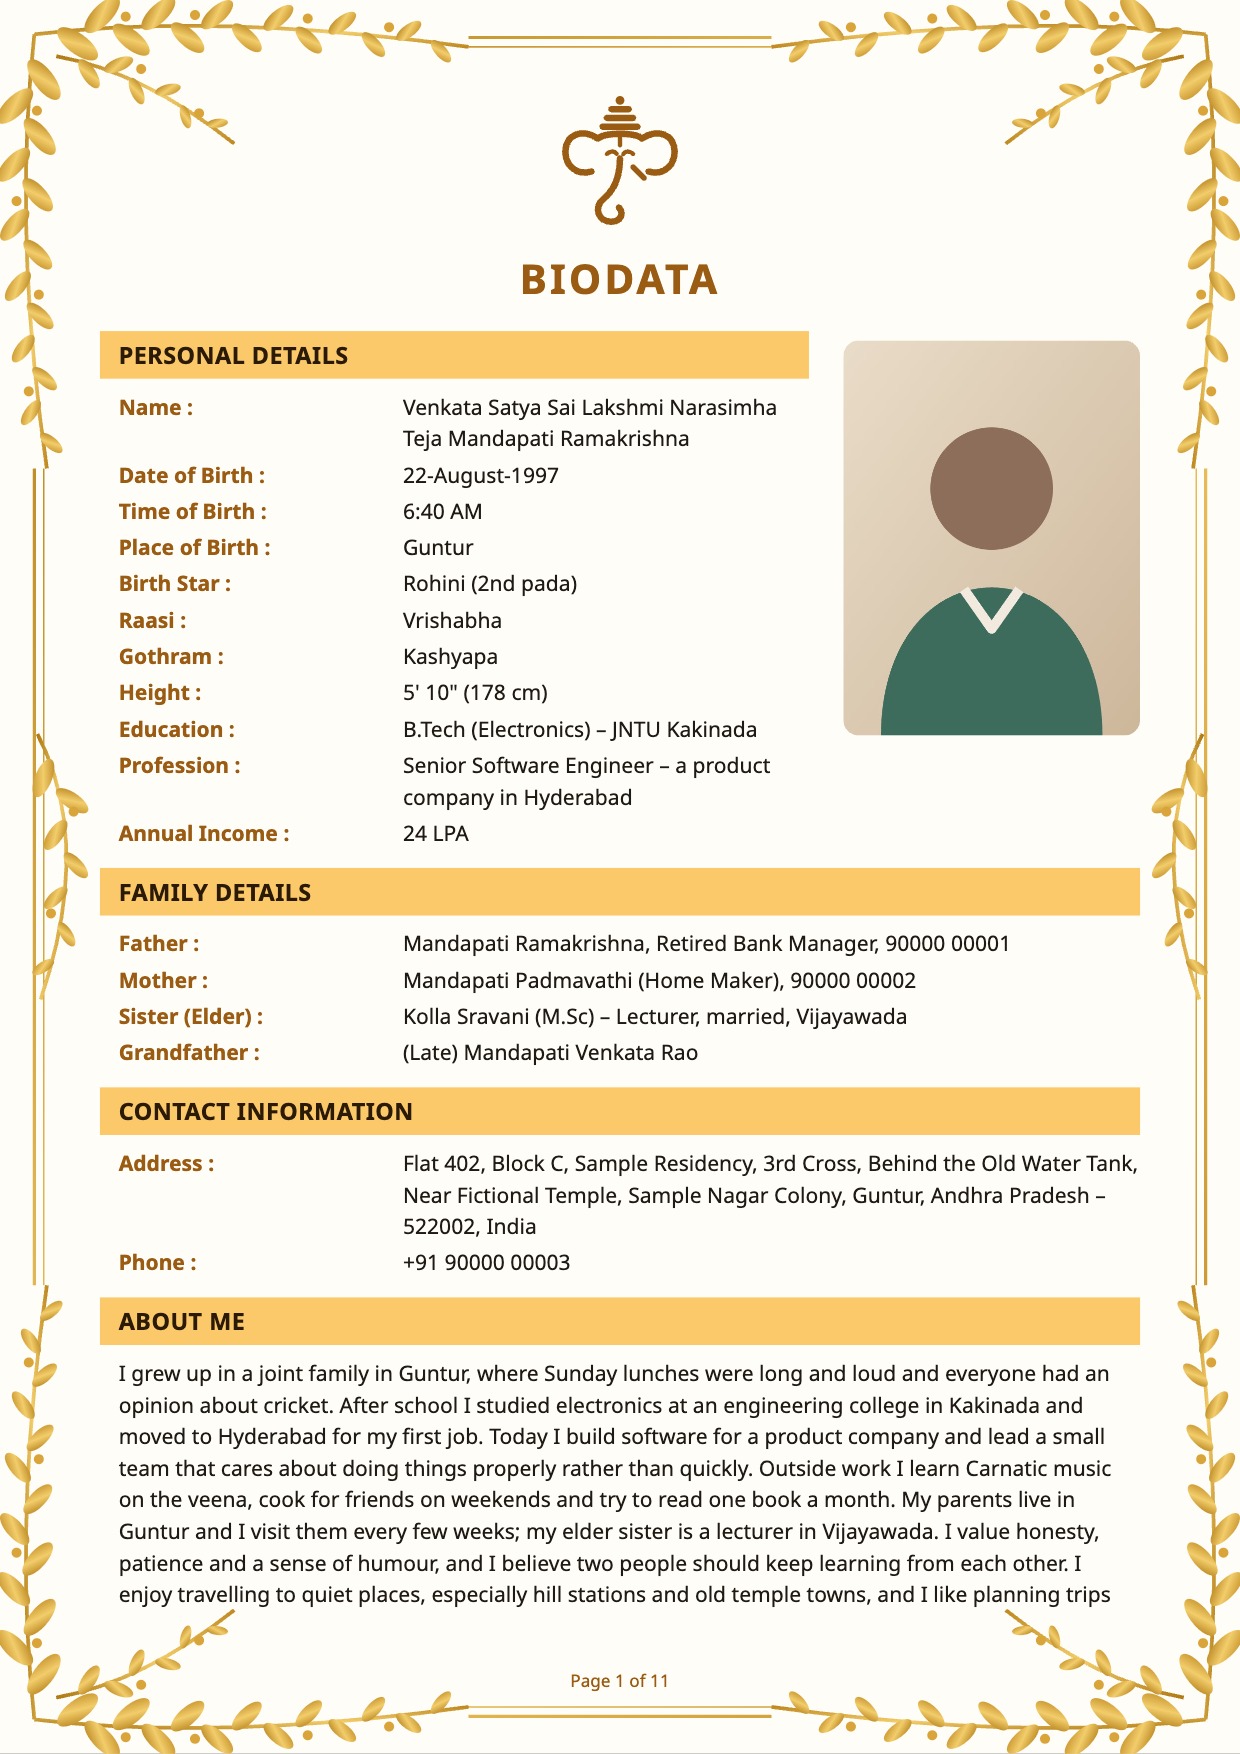 BIODATA
PERSONAL DETAILS
Name : Venkata Satya Sai Lakshmi Narasimha
Teja Mandapati Ramakrishna
Date of Birth : 22-August-1997
Time of Birth : 6:40 AM
Place of Birth : Guntur
Birth Star : Rohini (2nd pada)
Raasi : Vrishabha
Gothram : Kashyapa
Height : 5' 10" (178 cm)
Education : B.Tech (Electronics) – JNTU Kakinada
Profession : Senior Software Engineer – a product
company in Hyderabad
Annual Income : 24 LPA
FAMILY DETAILS
Father : Mandapati Ramakrishna, Retired Bank Manager, 90000 00001
Mother : Mandapati Padmavathi (Home Maker), 90000 00002
Sister (Elder) : Kolla Sravani (M.Sc) – Lecturer, married, Vijayawada
Grandfather : (Late) Mandapati Venkata Rao
CONTACT INFORMATION
Address : Flat 402, Block C, Sample Residency, 3rd Cross, Behind the Old Water Tank,
Near Fictional Temple, Sample Nagar Colony, Guntur, Andhra Pradesh –
522002, India
Phone : +91 90000 00003
ABOUT ME
I grew up in a joint family in Guntur, where Sunday lunches were long and loud and everyone had an
opinion about cricket. After school I studied electronics at an engineering college in Kakinada and
moved to Hyderabad for my first job. Today I build software for a product company and lead a small
team that cares about doing things properly rather than quickly. Outside work I learn Carnatic music
on the veena, cook for friends on weekends and try to read one book a month. My parents live in
Guntur and I visit them every few weeks; my elder sister is a lecturer in Vijayawada. I value honesty,
patience and a sense of humour, and I believe two people should keep learning from each other. I
enjoy travelling to quiet places, especially hill stations and old temple towns, and I like planning trips
Page 1 of 11